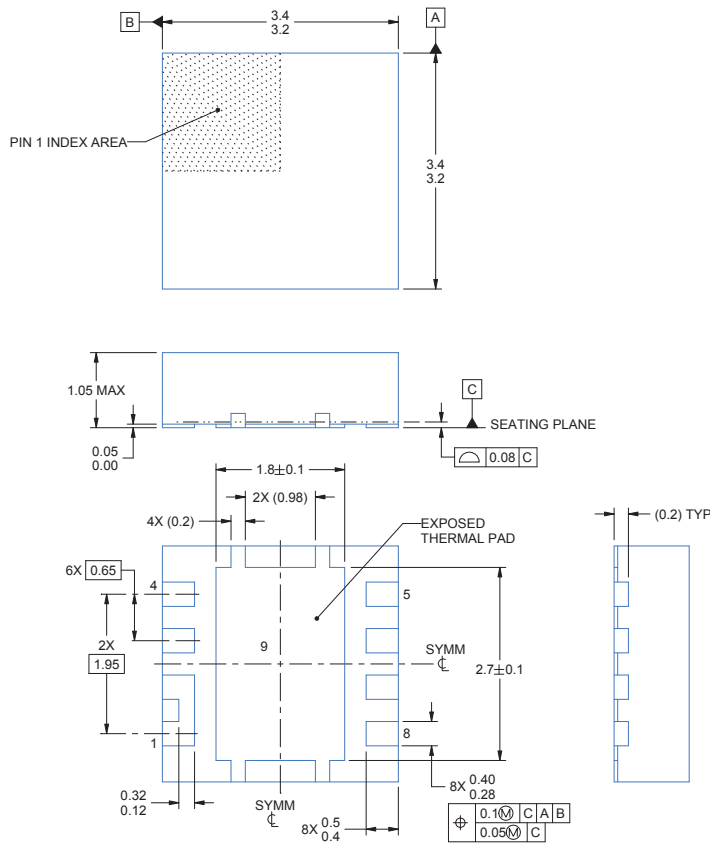 B
3.4
3.2
A
PIN 1 INDEX AREA
3.4
3.2
1.05 MAX
C
SEATING PLANE
0.05
0.00
0.08 C
1.8±0.1
2X (0.98)
4X (0.2)
EXPOSED
THERMAL PAD
(0.2) TYP
6X 0.65
4
5
2X
1.95
9
SYMM
℄
2.7±0.1
1
8
0.32
0.12
SYMM
℄
8X 0.5
0.4
8X 0.40
0.28
⌖ 0.1Ⓜ C A B
0.05Ⓜ C